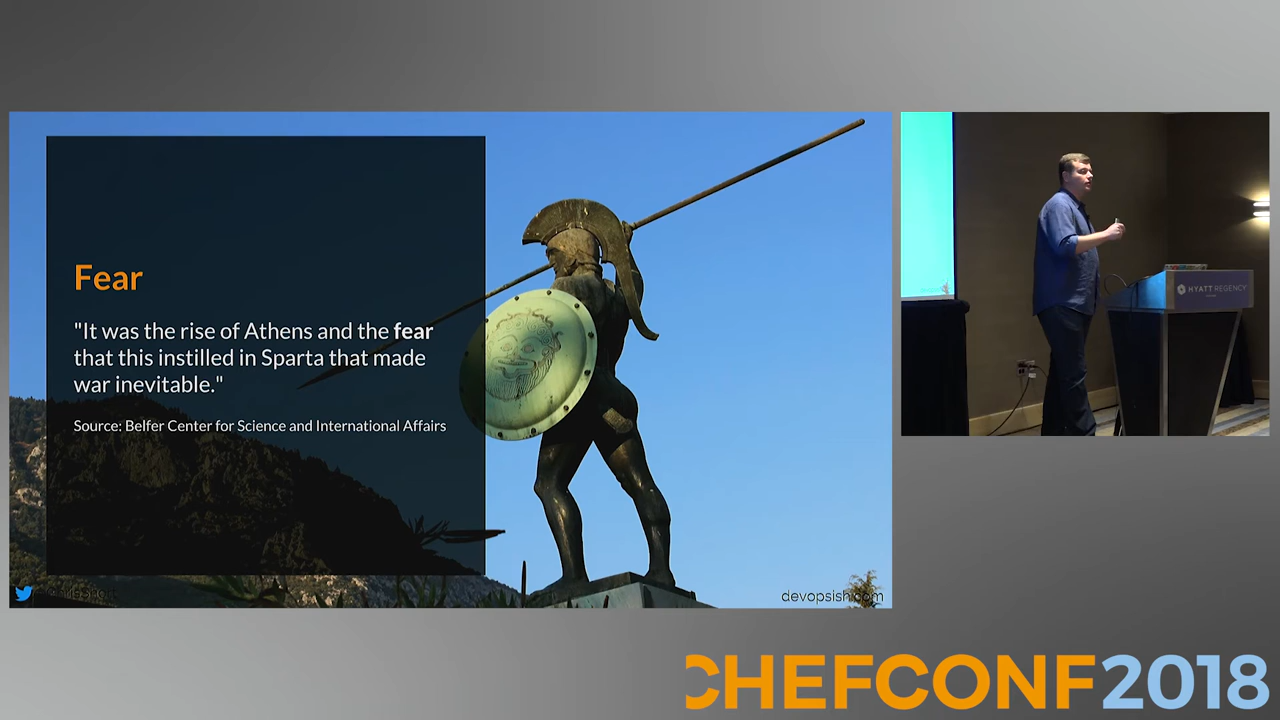 Fear
"It was the rise of Athens and the fear
that this instilled in Sparta that made
war inevitable."
Source: Belfer Center for Science and International Affairs
devopsish.com
HYATT REGENCY
CHEFCONF2018